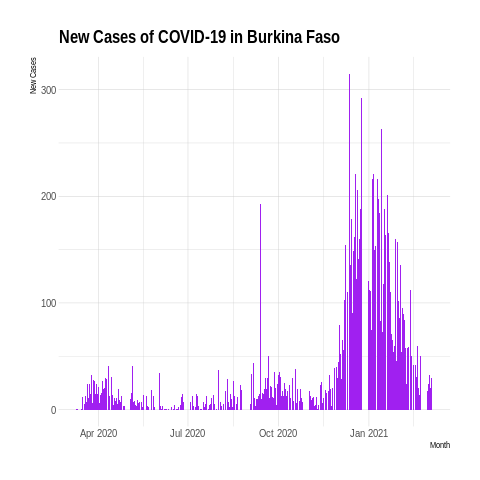 New Cases of COVID-19 in Burkina Faso
New Cases
300
200
100
0
Apr 2020 Jul 2020 Oct 2020 Jan 2021
Month